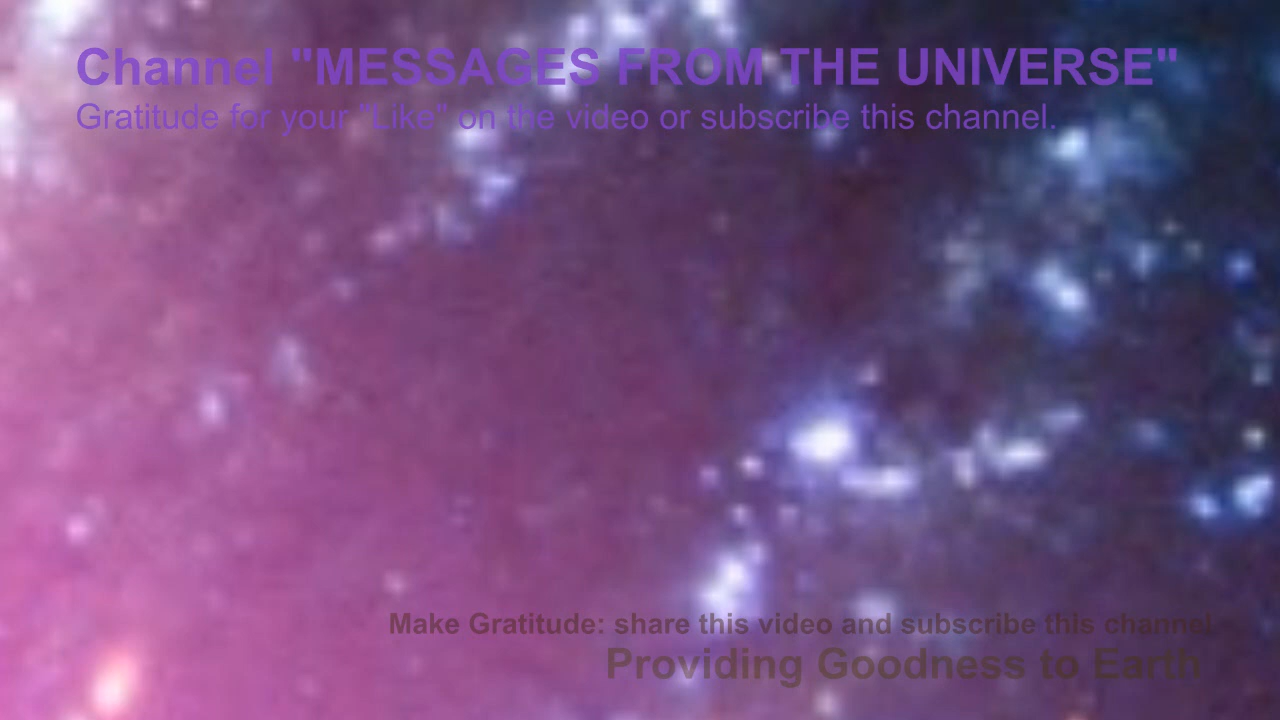 Channel "MESSAGES FROM THE UNIVERSE"
Gratitude for your "Like" on the video or subscribe this channel.
Make Gratitude: share this video and subscribe this channel.
Providing Goodness to Earth